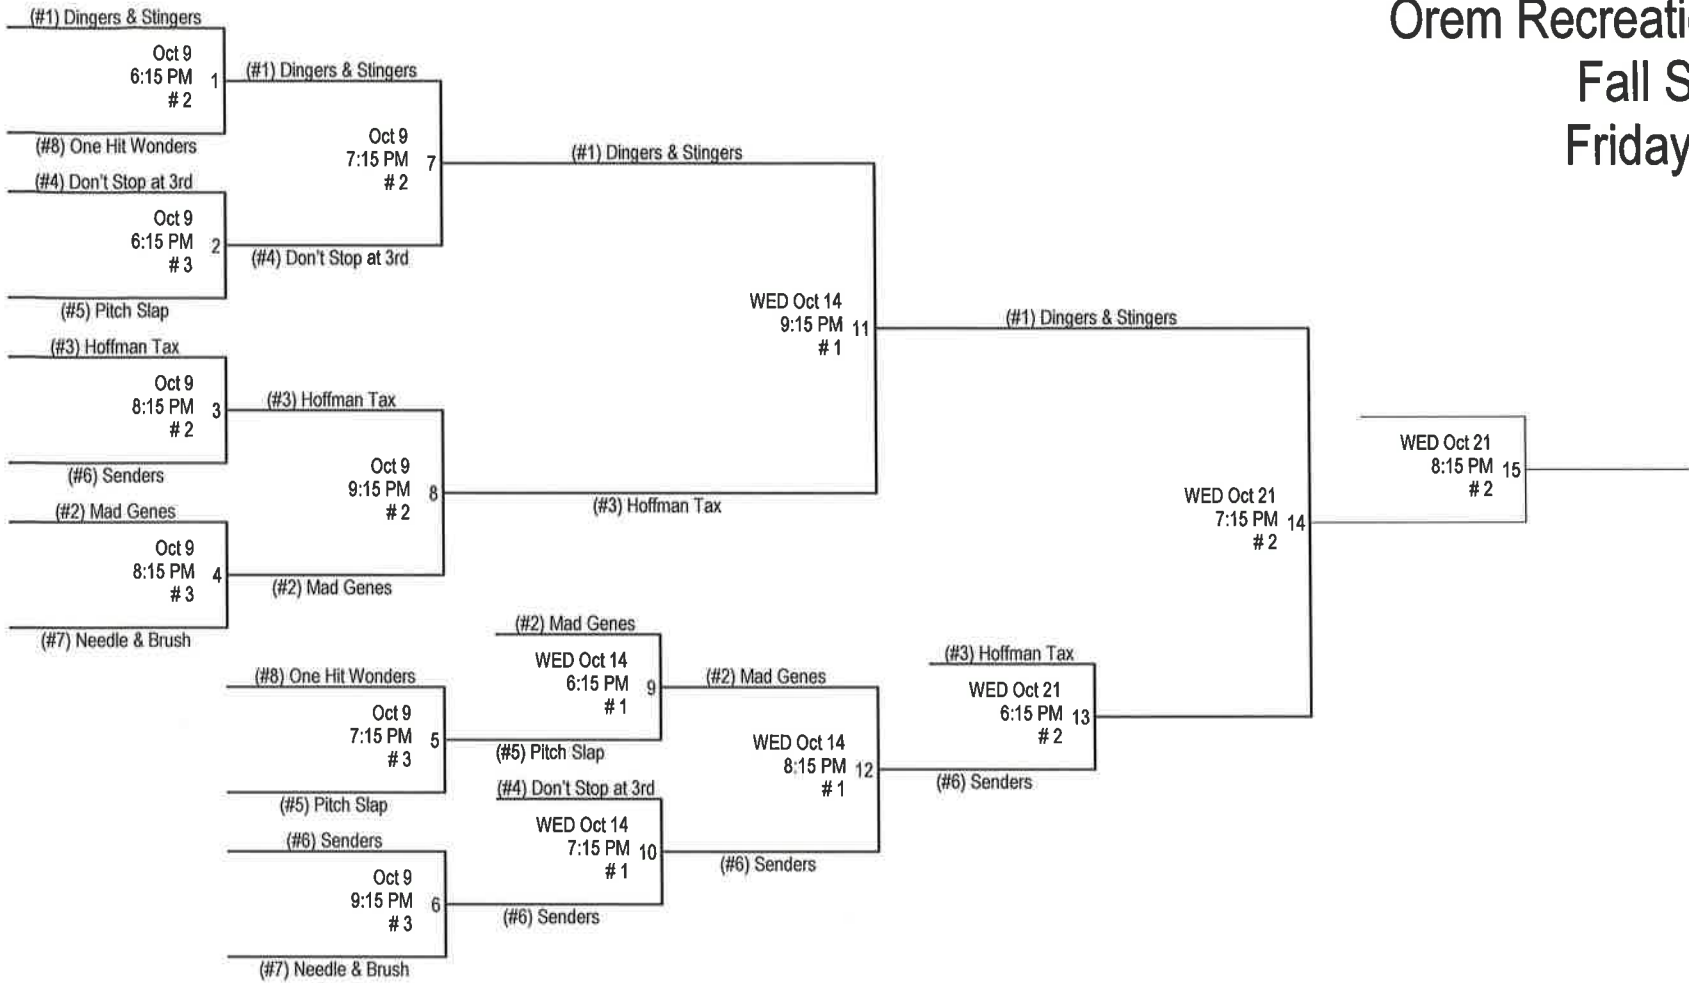 Orem Recreati
Fall S
Friday
(#1) Dingers & Stingers
Oct 9
6:15 PM 1
# 2
(#8) One Hit Wonders
(#4) Don't Stop at 3rd
Oct 9
6:15 PM 2
# 3
(#5) Pitch Slap
(#3) Hoffman Tax
Oct 9
8:15 PM 3
# 2
(#6) Senders
(#2) Mad Genes
Oct 9
8:15 PM 4
# 3
(#7) Needle & Brush
(#1) Dingers & Stingers
Oct 9
7:15 PM 7
# 2
(#4) Don't Stop at 3rd
(#3) Hoffman Tax
Oct 9
9:15 PM 8
# 2
(#2) Mad Genes
(#8) One Hit Wonders
Oct 9
7:15 PM 5
# 3
(#5) Pitch Slap
(#6) Senders
Oct 9
9:15 PM 6
# 3
(#7) Needle & Brush
(#2) Mad Genes
WED Oct 14
6:15 PM 9
# 1
(#5) Pitch Slap
(#4) Don't Stop at 3rd
WED Oct 14
7:15 PM 10
# 1
(#6) Senders
(#1) Dingers & Stingers
WED Oct 14
9:15 PM 11
# 1
(#3) Hoffman Tax
(#2) Mad Genes
WED Oct 14
8:15 PM 12
# 1
(#6) Senders
(#3) Hoffman Tax
WED Oct 21
6:15 PM 13
# 2
(#6) Senders
(#1) Dingers & Stingers
WED Oct 21
7:15 PM 14
# 2
WED Oct 21
8:15 PM 15
# 2